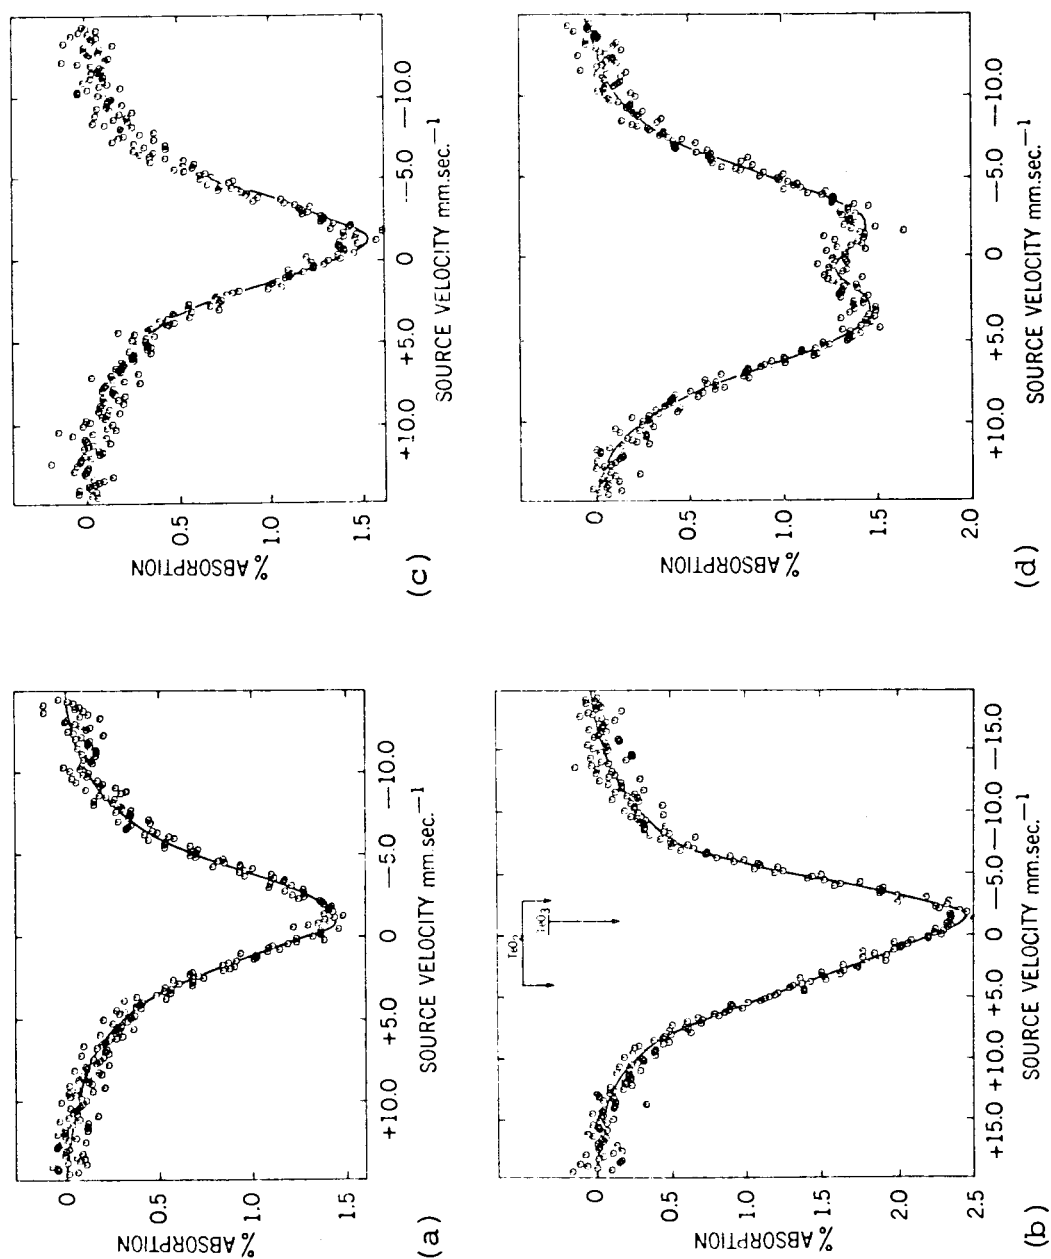 % ABSORPTION
0
0.5
1.0
1.5
+10.0 +5.0 0 —5.0 —10.0
SOURCE VELOCITY mm.sec.—1
(a)
% ABSORPTION
0
0.5
1.0
1.5
2.0
2.5
TeO2
TeO3
+15.0 +10.0 +5.0 0 —5.0 —10.0 —15.0
SOURCE VELOCITY mm.sec.—1
(b)
% ABSORPTION
0
0.5
1.0
1.5
+10.0 +5.0 0 —5.0 —10.0
SOURCE VELOCITY mm.sec.—1
(c)
% ABSORPTION
0
0.5
1.0
1.5
2.0
+10.0 +5.0 0 —5.0 —10.0
SOURCE VELOCITY mm.sec.—1
(d)